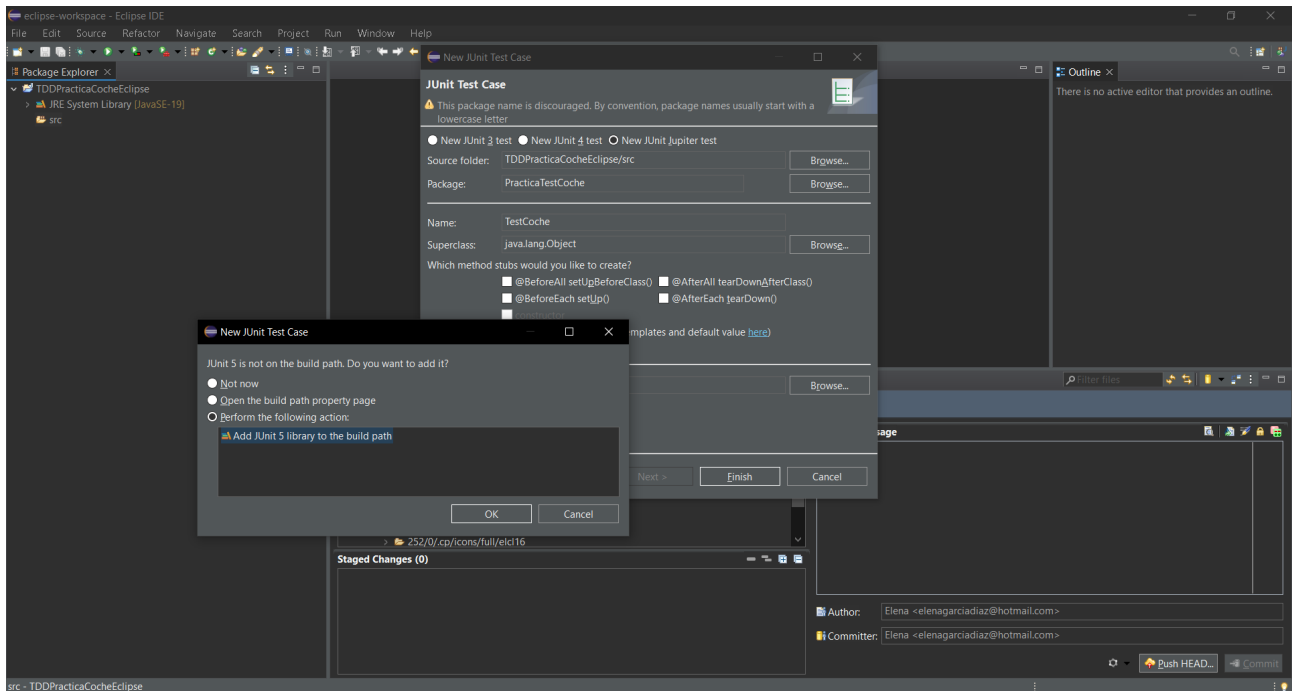 eclipse-workspace - Eclipse IDE
File Edit Source Refactor Navigate Search Project Run Window Help
Package Explorer
TDDPracticaCocheEclipse
JRE System Library [JavaSE-19]
src
New JUnit Test Case
JUnit Test Case
This package name is discouraged. By convention, package names usually start with a
lowercase letter
New JUnit 3 test New JUnit 4 test New JUnit Jupiter test
Source folder: TDDPracticaCocheEclipse/src Browse...
Package: PracticaTestCoche Browse...
Name: TestCoche
Superclass: java.lang.Object Browse...
Which method stubs would you like to create?
@BeforeAll setUpBeforeClass() @AfterAll tearDownAfterClass()
@BeforeEach setUp() @AfterEach tearDown()
constructor
mplates and default value here)
Browse...
Next > Finish Cancel
New JUnit Test Case
JUnit 5 is not on the build path. Do you want to add it?
Not now
Open the build path property page
Perform the following action:
Add JUnit 5 library to the build path
OK Cancel
Outline
There is no active editor that provides an outline.
Filter files
sage
252/0/.cp/icons/full/elcl16
Staged Changes (0)
Author: Elena <elenagarciadiaz@hotmail.com>
Committer: Elena <elenagarciadiaz@hotmail.com>
Push HEAD... Commit
src - TDDPracticaCocheEclipse